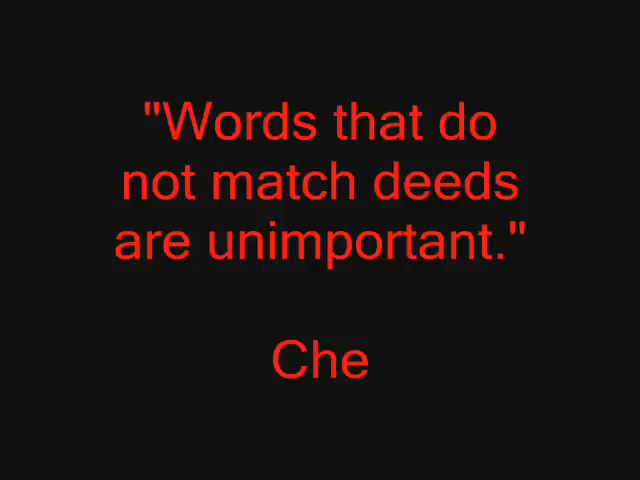 "Words that do
not match deeds
are unimportant."
Che